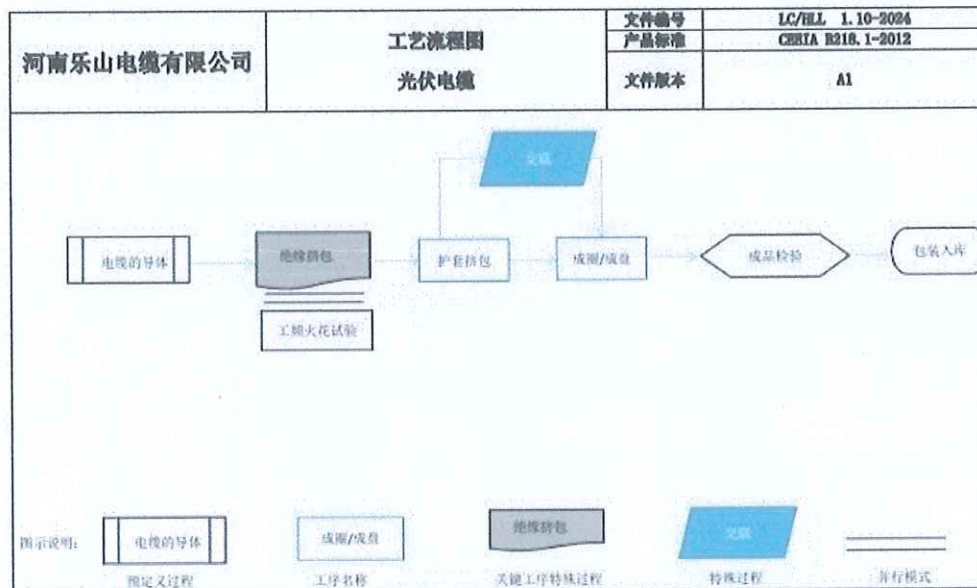 河南乐山电缆有限公司
工艺流程图
光伏电缆
文件编号
LC/HLL 1.10-2024
产品标准
CEEIA B218.1-2012
文件版本
A1
交联
电缆的导体
绝缘挤包
护套挤包
成圈/成盘
成品检验
包装入库
工频火花试验
图示说明:
电缆的导体
成圈/成盘
绝缘挤包
交联
预定义过程
工序名称
关键工序特殊过程
特殊过程
并行模式